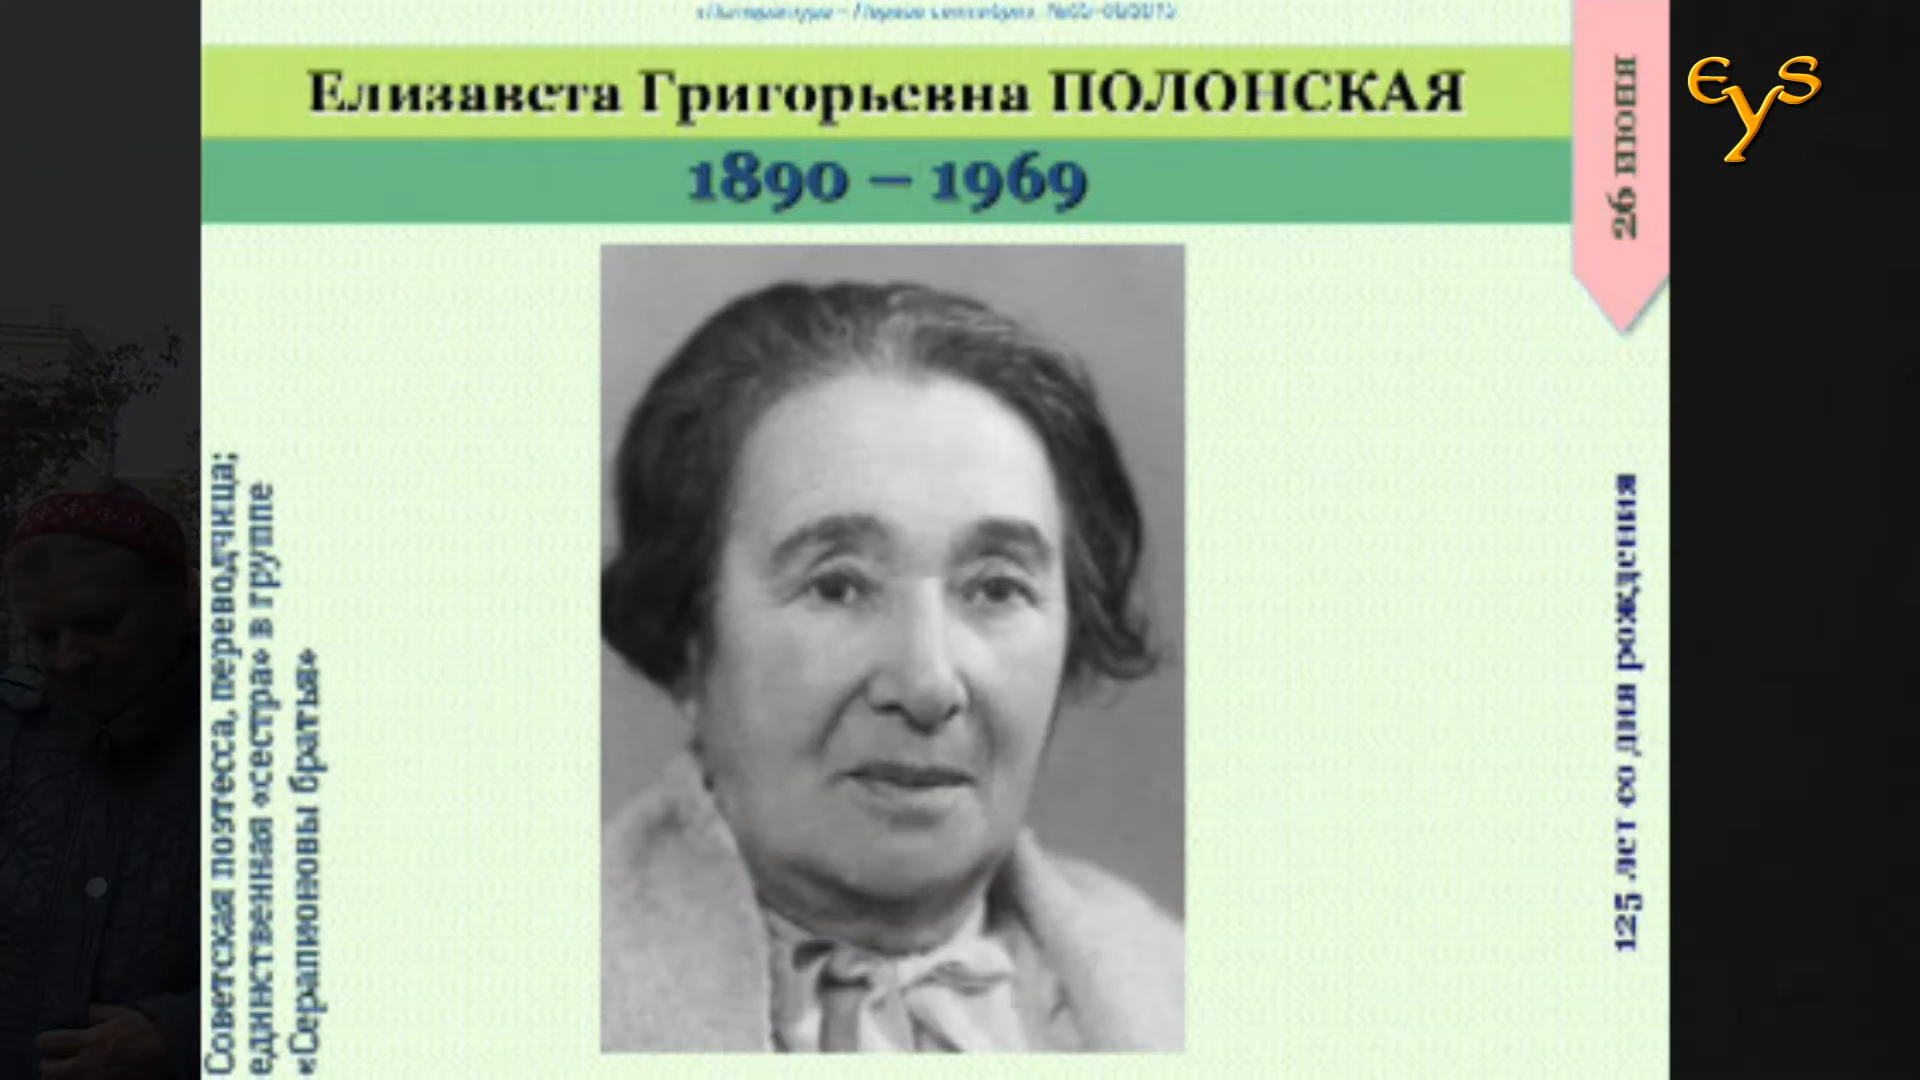 Елизавета Григорьевна ПОЛОНСКАЯ
1890 – 1969
26 июня
125 лет со дня рождения
Советская поэтесса, переводчица;
единственная «сестра» в группе
«Серапионовы братья»
EYS